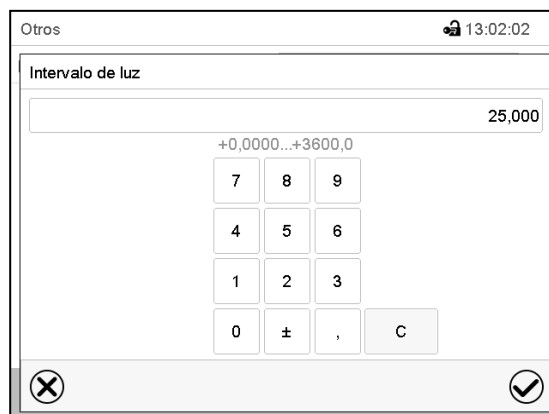 Otros 13:02:02
Intervalo de luz
25,000
+0,0000...+3600,0
7 8 9
4 5 6
1 2 3
0 ± , C